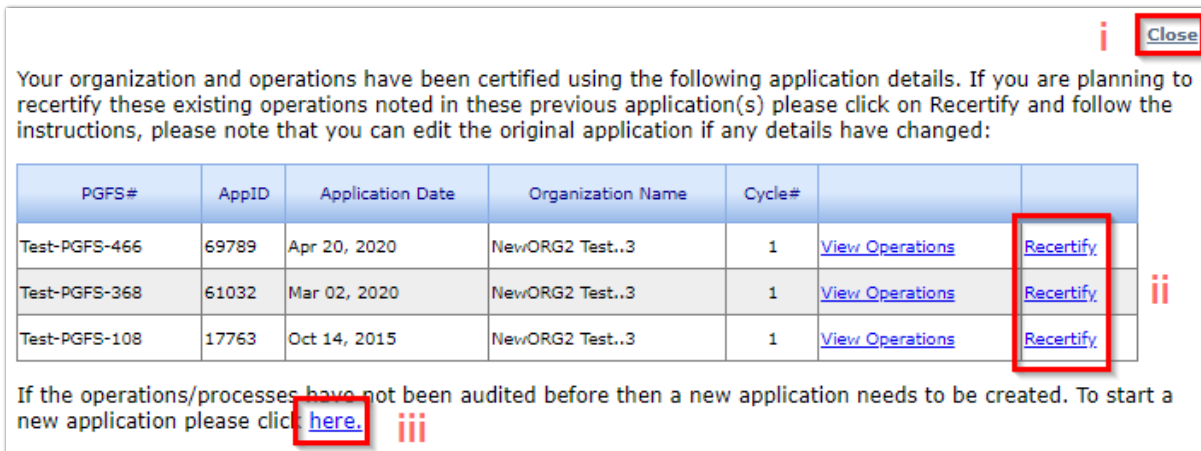 i Close
Your organization and operations have been certified using the following application details. If you are planning to
recertify these existing operations noted in these previous application(s) please click on Recertify and follow the
instructions, please note that you can edit the original application if any details have changed:
PGFS# AppID Application Date Organization Name Cycle#
Test-PGFS-466 69789 Apr 20, 2020 NewORG2 Test..3 1 View Operations Recertify
Test-PGFS-368 61032 Mar 02, 2020 NewORG2 Test..3 1 View Operations Recertify ii
Test-PGFS-108 17763 Oct 14, 2015 NewORG2 Test..3 1 View Operations Recertify
If the operations/processes have not been audited before then a new application needs to be created. To start a
new application please click here. iii